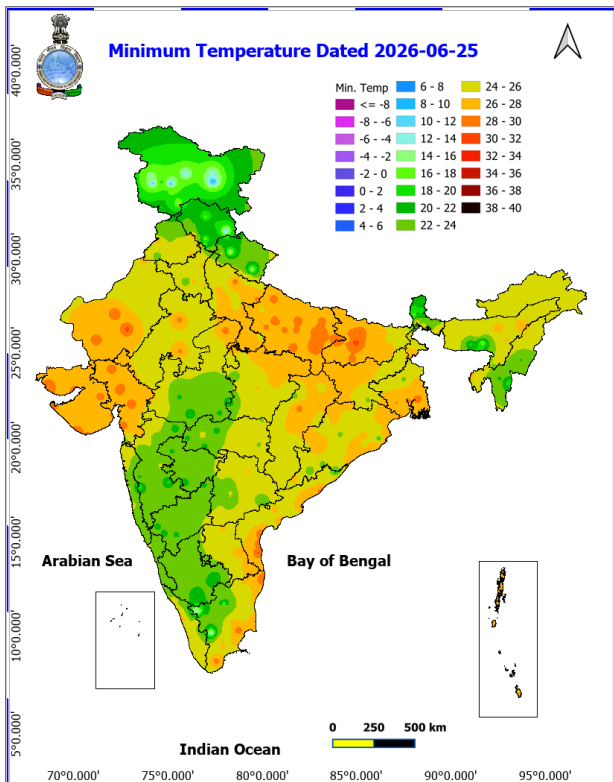 Minimum Temperature Dated 2026-06-25
Min. Temp
<= -8
-8 - -6
-6 - -4
-4 - -2
-2 - 0
0 - 2
2 - 4
4 - 6
6 - 8
8 - 10
10 - 12
12 - 14
14 - 16
16 - 18
18 - 20
20 - 22
22 - 24
24 - 26
26 - 28
28 - 30
30 - 32
32 - 34
34 - 36
36 - 38
38 - 40
40°0.000'
35°0.000'
30°0.000'
25°0.000'
20°0.000'
15°0.000'
10°0.000'
5°0.000'
Arabian Sea
Bay of Bengal
Indian Ocean
0 250 500 km
70°0.000' 75°0.000' 80°0.000' 85°0.000' 90°0.000' 95°0.000'